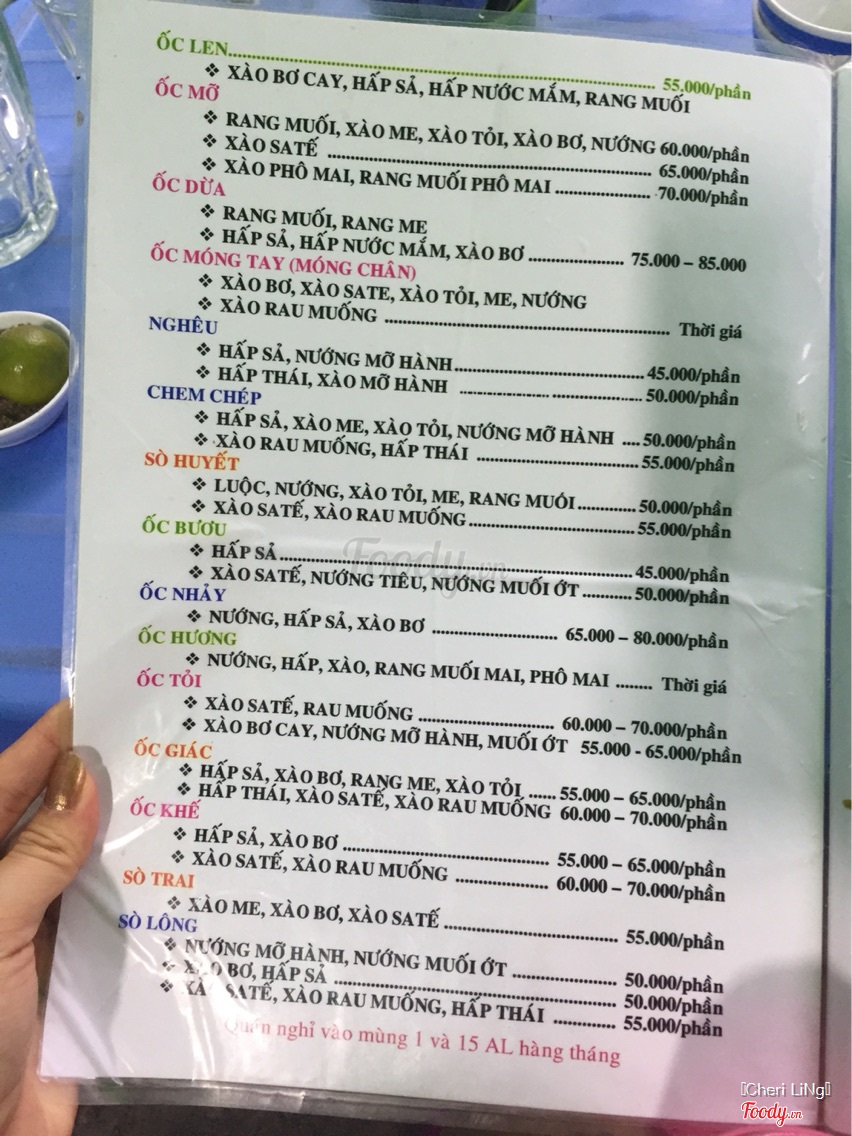 ỐC LEN........................................................................ 55.000/phần
❖ XÀO BƠ CAY, HẤP SẢ, HẤP NƯỚC MẮM, RANG MUỐI
ỐC MỠ
❖ RANG MUỐI, XÀO ME, XÀO TỎI, XÀO BƠ, NƯỚNG 60.000/phần
❖ XÀO SATẾ ........................................................ 65.000/phần
❖ XÀO PHÔ MAI, RANG MUỐI PHÔ MAI ................. 70.000/phần
ỐC DỪA
❖ RANG MUỐI, RANG ME
❖ HẤP SẢ, HẤP NƯỚC MẮM, XÀO BƠ ................. 75.000 – 85.000
ỐC MÓNG TAY (MÓNG CHÂN)
❖ XÀO BƠ, XÀO SATE, XÀO TỎI, ME, NƯỚNG
❖ XÀO RAU MUỐNG .................................................. Thời giá
NGHÊU
❖ HẤP SẢ, NƯỚNG MỠ HÀNH................................. 45.000/phần
❖ HẤP THÁI, XÀO MỠ HÀNH ................................ 50.000/phần
CHEM CHÉP
❖ HẤP SẢ, XÀO ME, XÀO TỎI, NƯỚNG MỠ HÀNH .... 50.000/phần
❖ XÀO RAU MUỐNG, HẤP THÁI ............................ 55.000/phần
SÒ HUYẾT
❖ LUỘC, NƯỚNG, XÀO TỎI, ME, RANG MUÓI............ 50.000/phần
❖ XÀO SATẾ, XÀO RAU MUỐNG............................. 55.000/phần
ỐC BƯƠU
❖ HẤP SẢ............................................................. 45.000/phần
❖ XÀO SATẾ, NƯỚNG TIÊU, NƯỚNG MUỐI ỚT .......... 50.000/phần
ỐC NHẢY
❖ NƯỚNG, HẤP SẢ, XÀO BƠ ...................... 65.000 – 80.000/phần
ỐC HƯƠNG
❖ NƯỚNG, HẤP, XÀO, RANG MUỐI MAI, PHÔ MAI ........ Thời giá
ỐC TỎI
❖ XÀO SATẾ, RAU MUỐNG ........................ 60.000 – 70.000/phần
❖ XÀO BƠ CAY, NƯỚNG MỠ HÀNH, MUỐI ỚT 55.000 - 65.000/phần
ỐC GIÁC
❖ HẤP SẢ, XÀO BƠ, RANG ME, XÀO TỎI ...... 55.000 – 65.000/phần
❖ HẤP THÁI, XÀO SATẾ, XÀO RAU MUỐNG 60.000 – 70.000/phần
ỐC KHẾ
❖ HẤP SẢ, XÀO BƠ ..................................... 55.000 – 65.000/phần
❖ XÀO SATẾ, XÀO RAU MUỐNG ................. 60.000 – 70.000/phần
SÒ TRAI
❖ XÀO ME, XÀO BƠ, XÀO SATẾ ................................ 55.000/phần
SÒ LÔNG
❖ NƯỚNG MỠ HÀNH, NƯỚNG MUỐI ỚT .................. 50.000/phần
❖ XÀO BƠ, HẤP SẢ ................................................ 50.000/phần
❖ XÀO SATẾ, XÀO RAU MUỐNG, HẤP THÁI ............ 55.000/phần
Quán nghỉ vào mùng 1 và 15 AL hàng tháng
Foody.vn
Cheri LiNg
Foody.vn